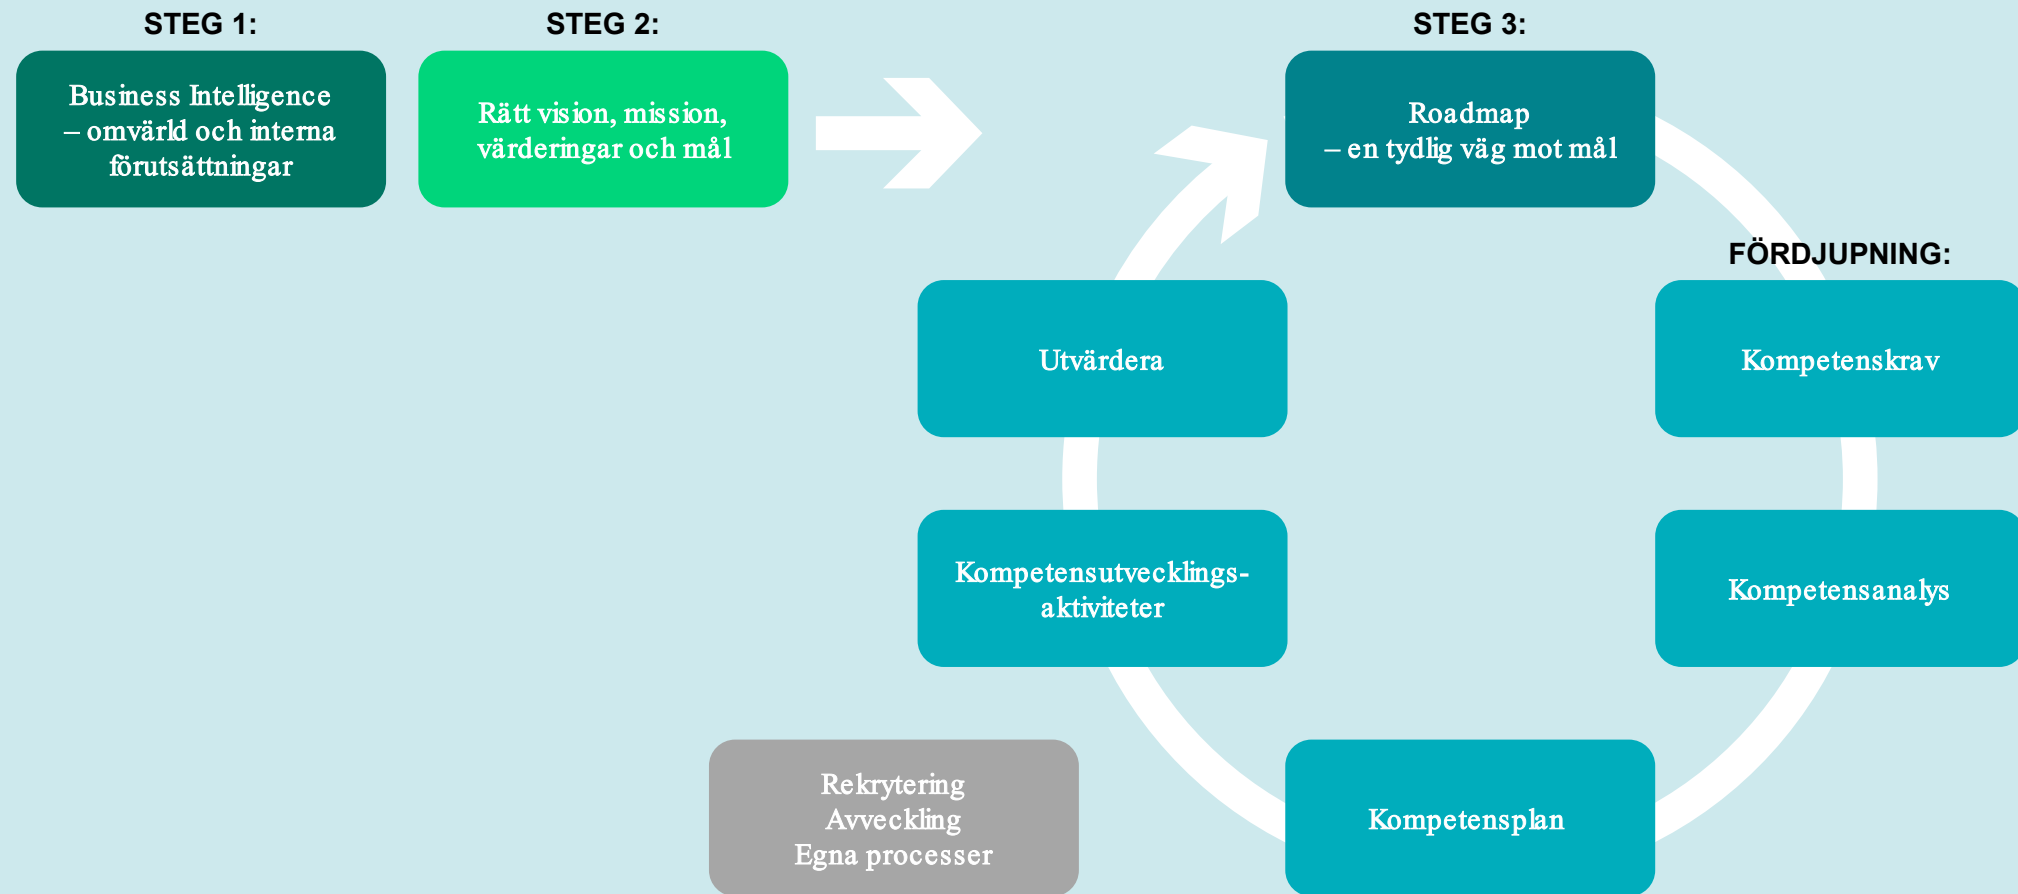 STEG 1:
Business Intelligence
– omvärld och interna
förutsättningar
STEG 2:
Rätt vision, mission,
värderingar och mål
STEG 3:
Roadmap
– en tydlig väg mot mål
FÖRDJUPNING:
Kompetenskrav
Kompetensanalys
Kompetensplan
Kompetensutvecklings-
aktiviteter
Utvärdera
Rekrytering
Avveckling
Egna processer